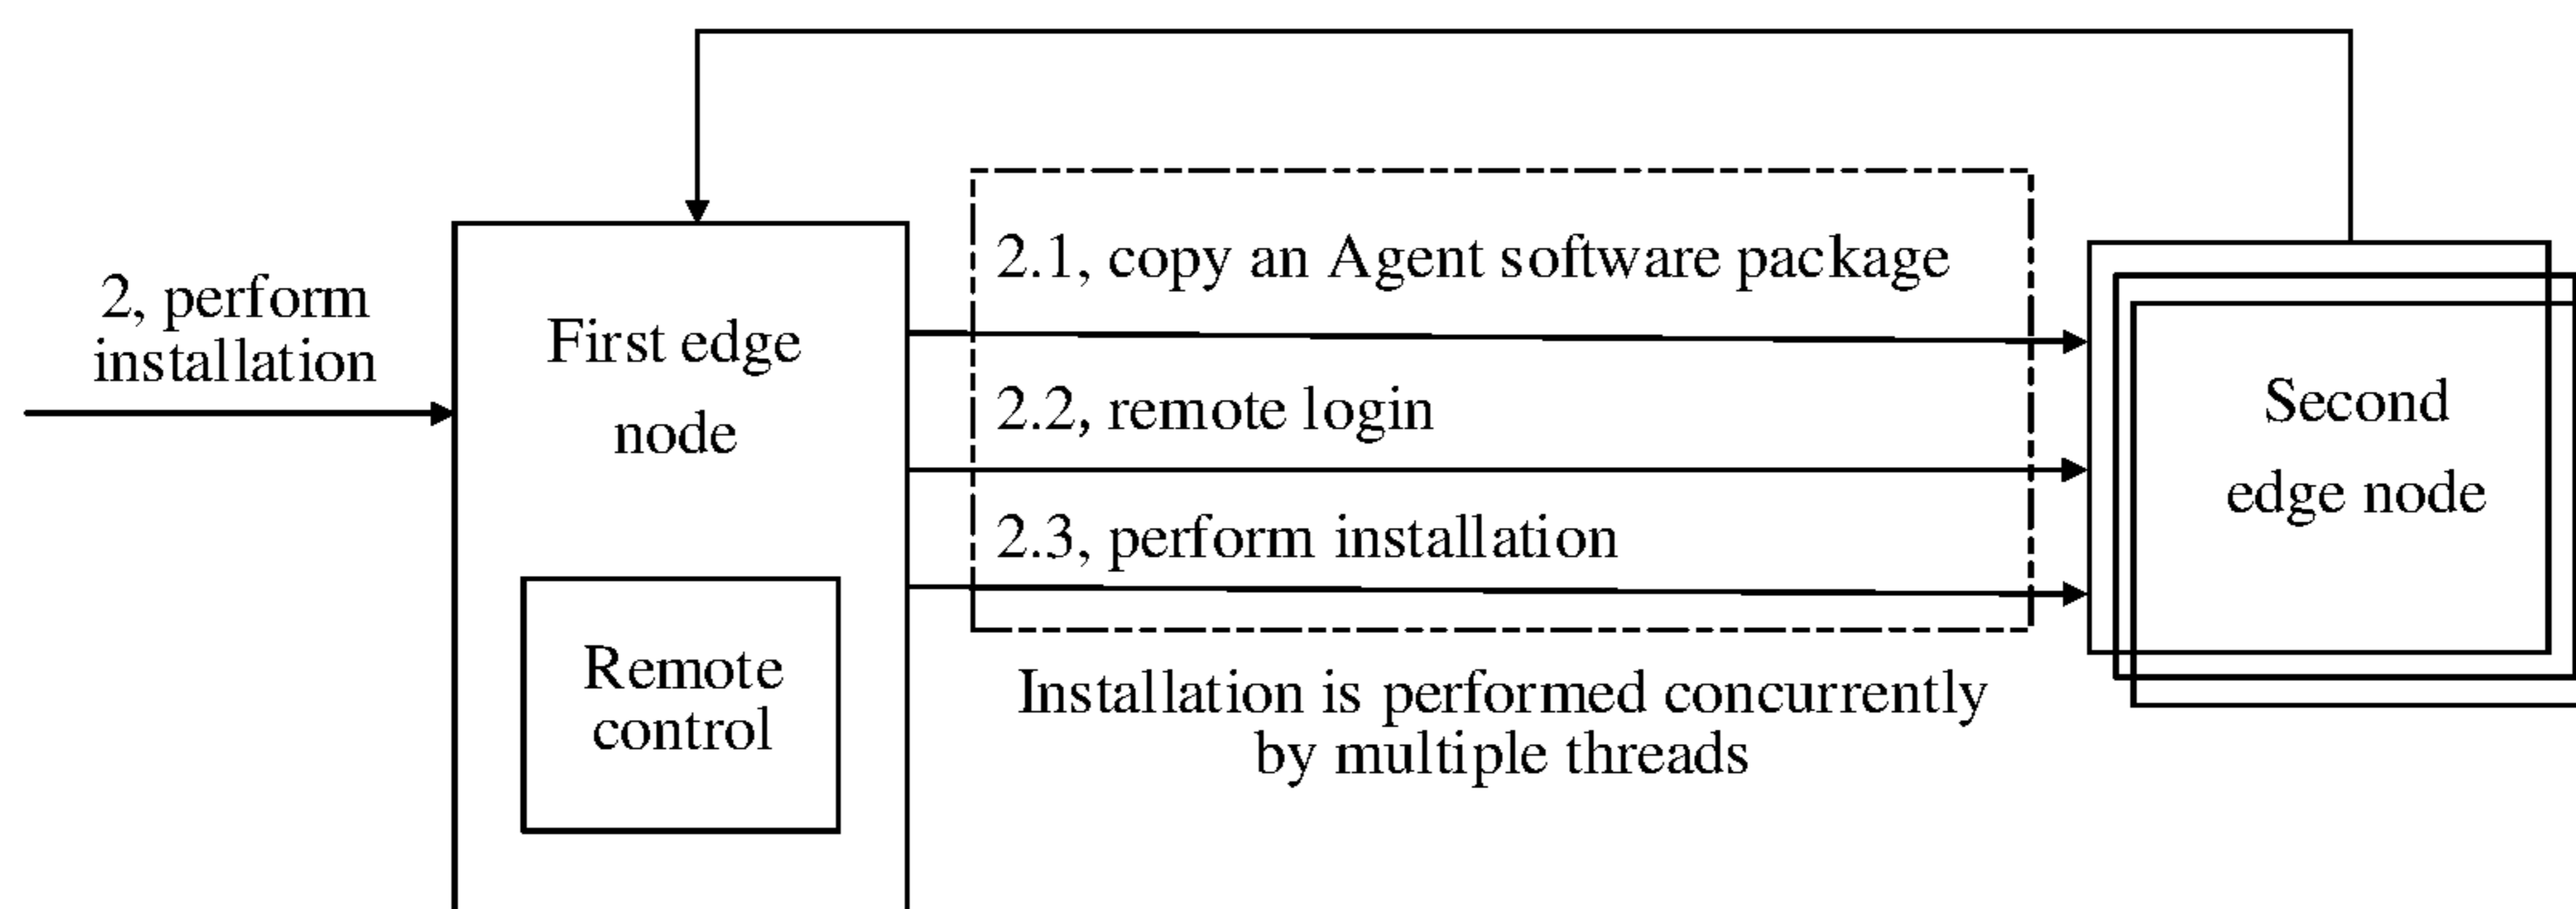 2, perform
installation
First edge
node
Remote
control
2.1, copy an Agent software package
2.2, remote login
2.3, perform installation
Installation is performed concurrently
by multiple threads
Second
edge node